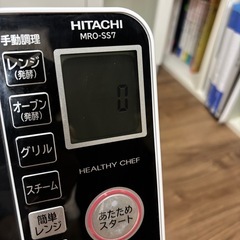 HITACHI
MRO-SS7
手動調理
レンジ
(発酵)
0
オーブン
(発酵)
グリル
HEALTHY CHEF
スチーム
あたため
スタート
簡単
レンジ